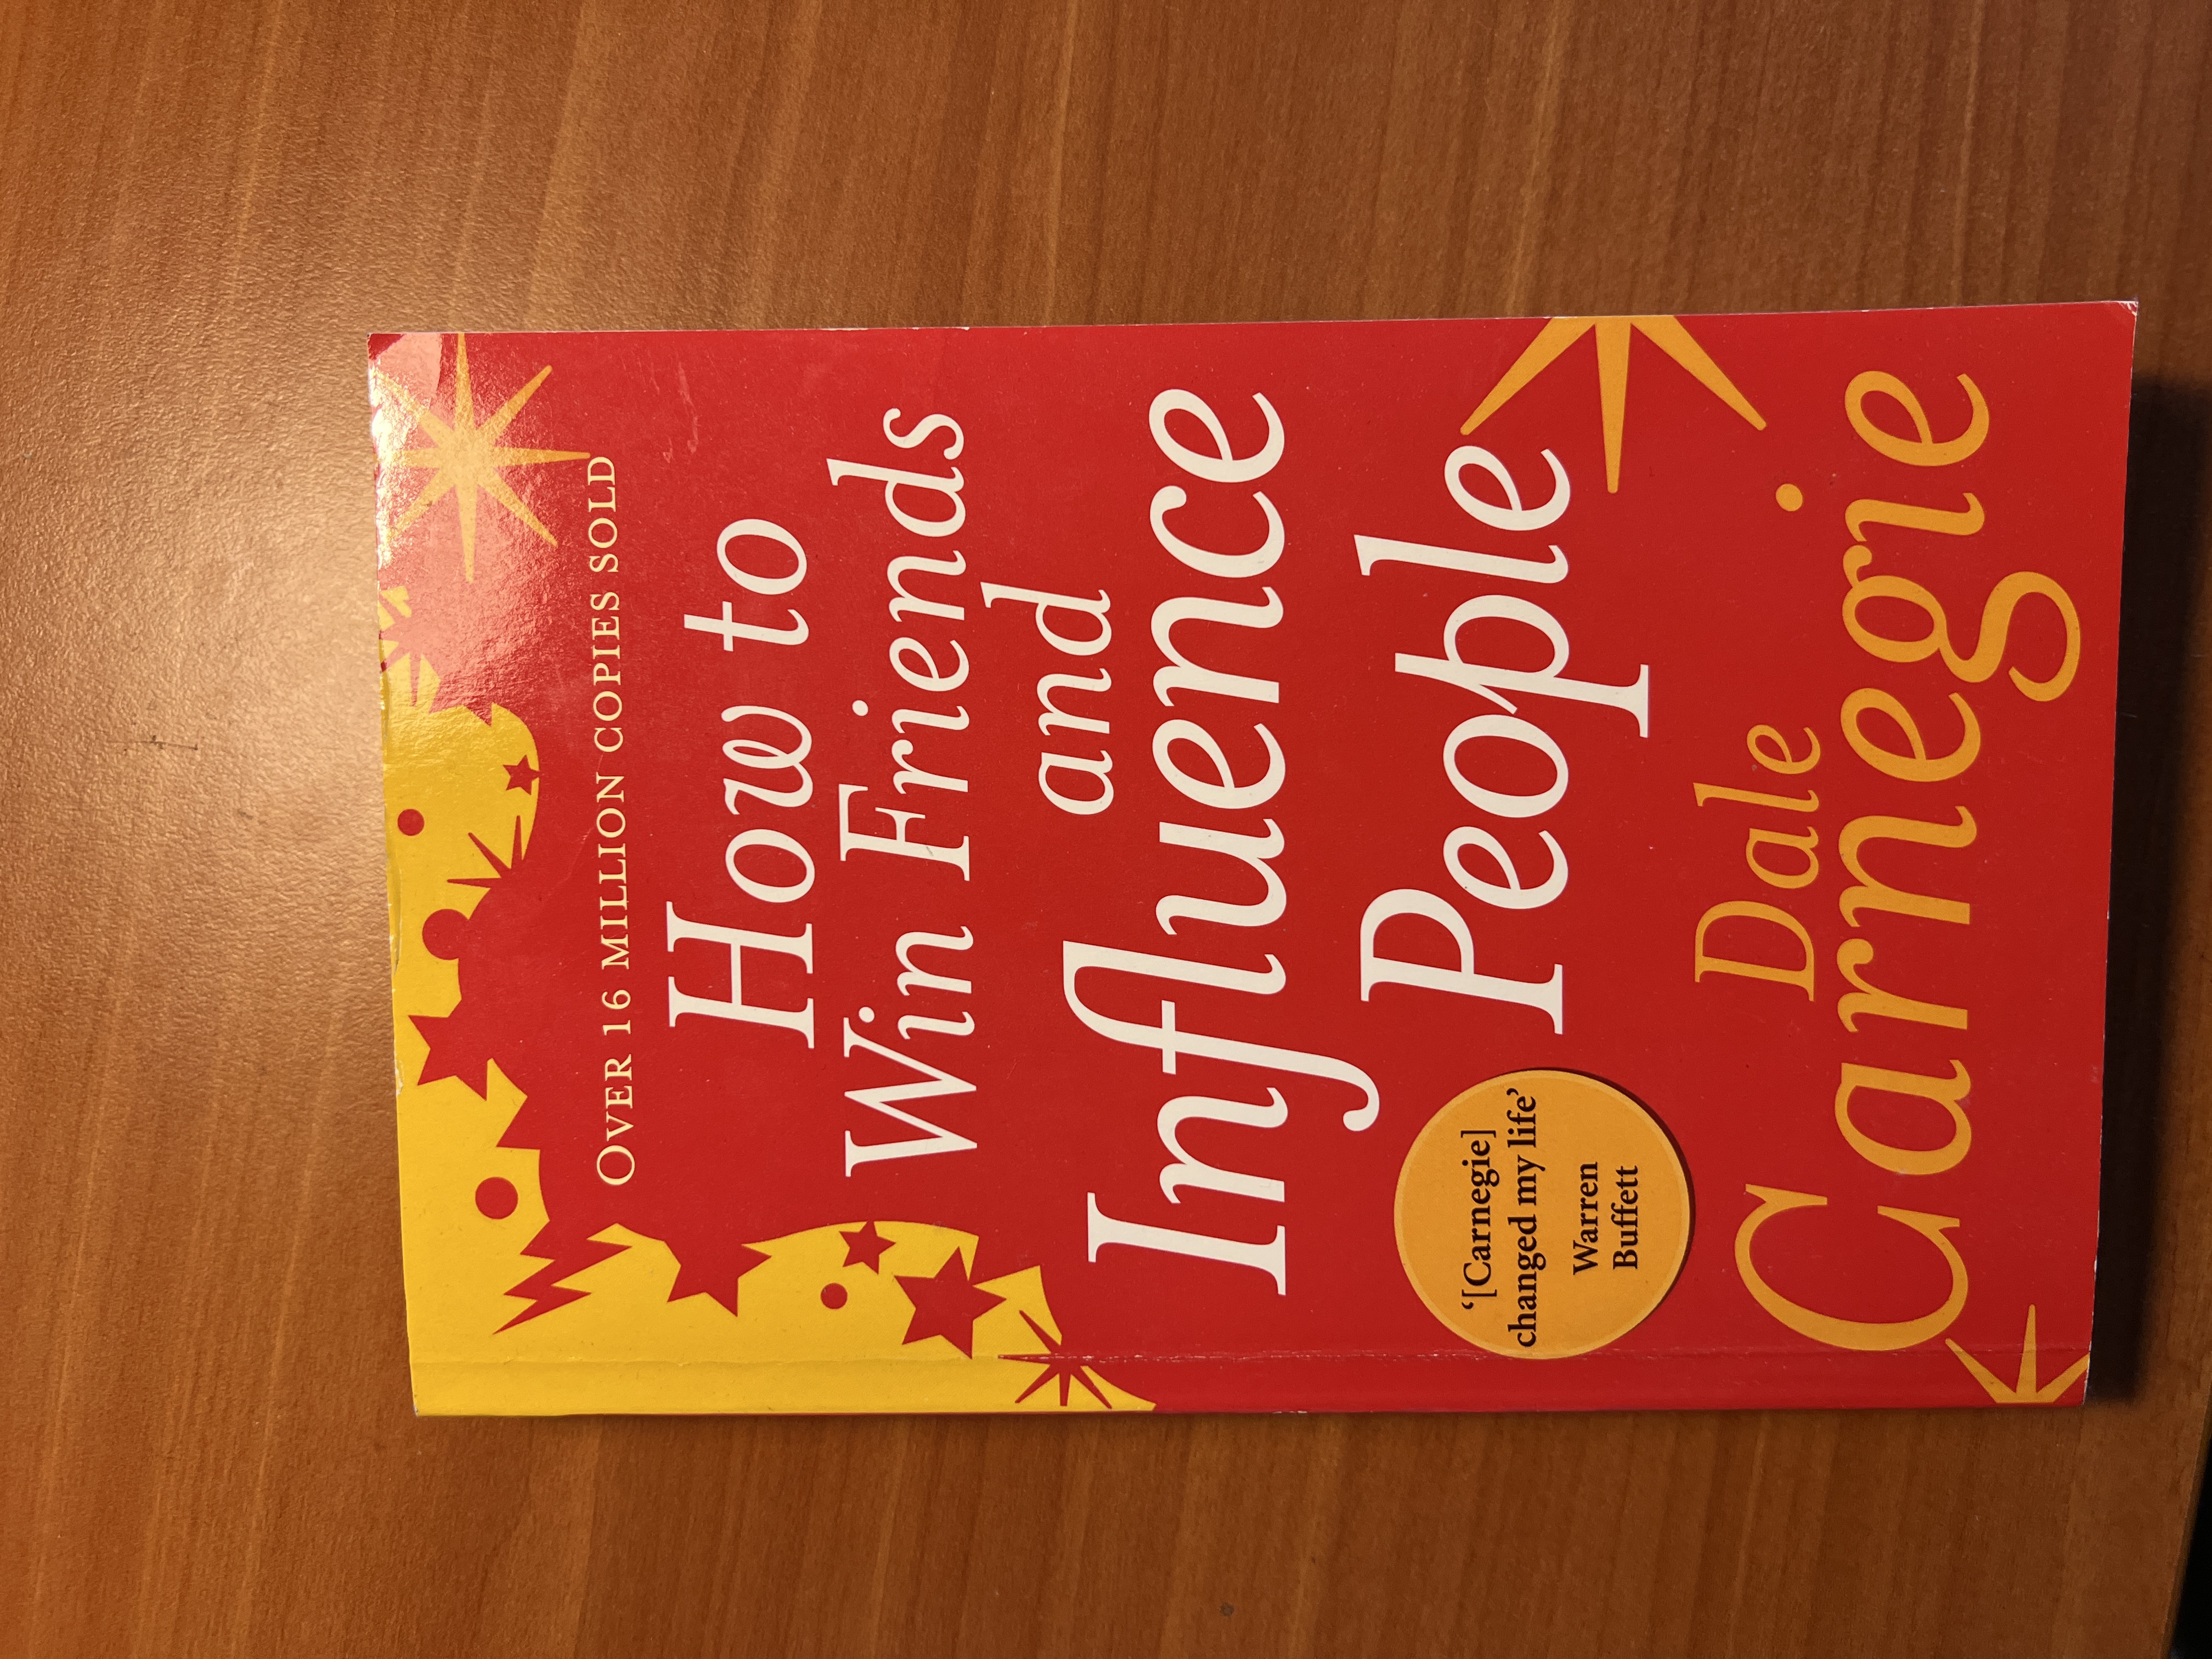 OVER 16 MILLION COPIES SOLD
How to
Win Friends
and
Influence
People
‘[Carnegie]
changed my life’
Warren
Buffett
Dale
Carnegie